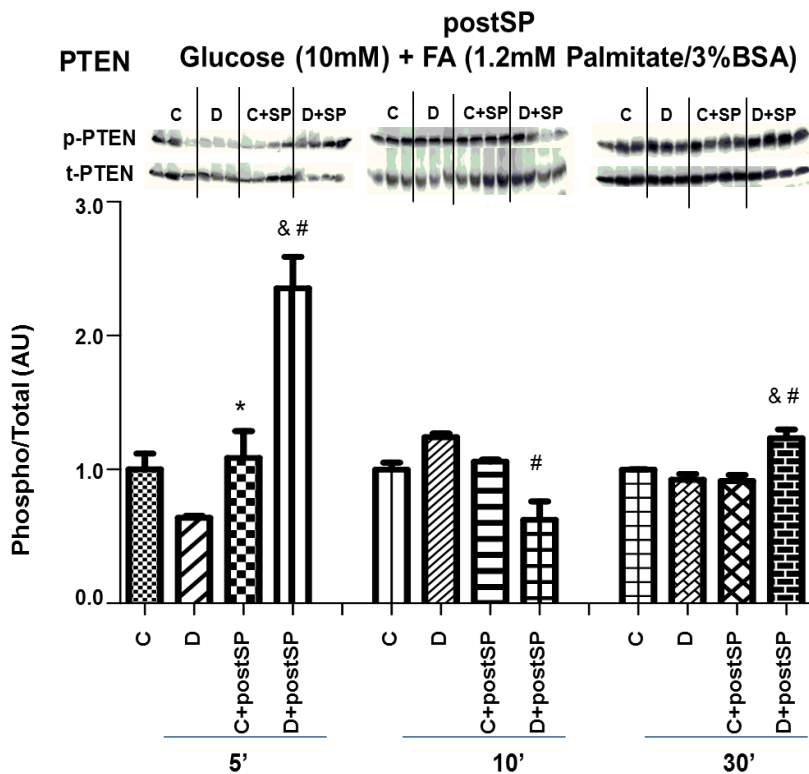 postSP
PTEN Glucose (10mM) + FA (1.2mM Palmitate/3%BSA)
C D C+SP D+SP C D C+SP D+SP C D C+SP D+SP
p-PTEN
t-PTEN
3.0
& #
2.0
Phospho/Total (AU)
*
& #
1.0
#
0.0
C D C+postSP D+postSP C D C+postSP D+postSP C D C+postSP D+postSP
5’ 10’ 30’